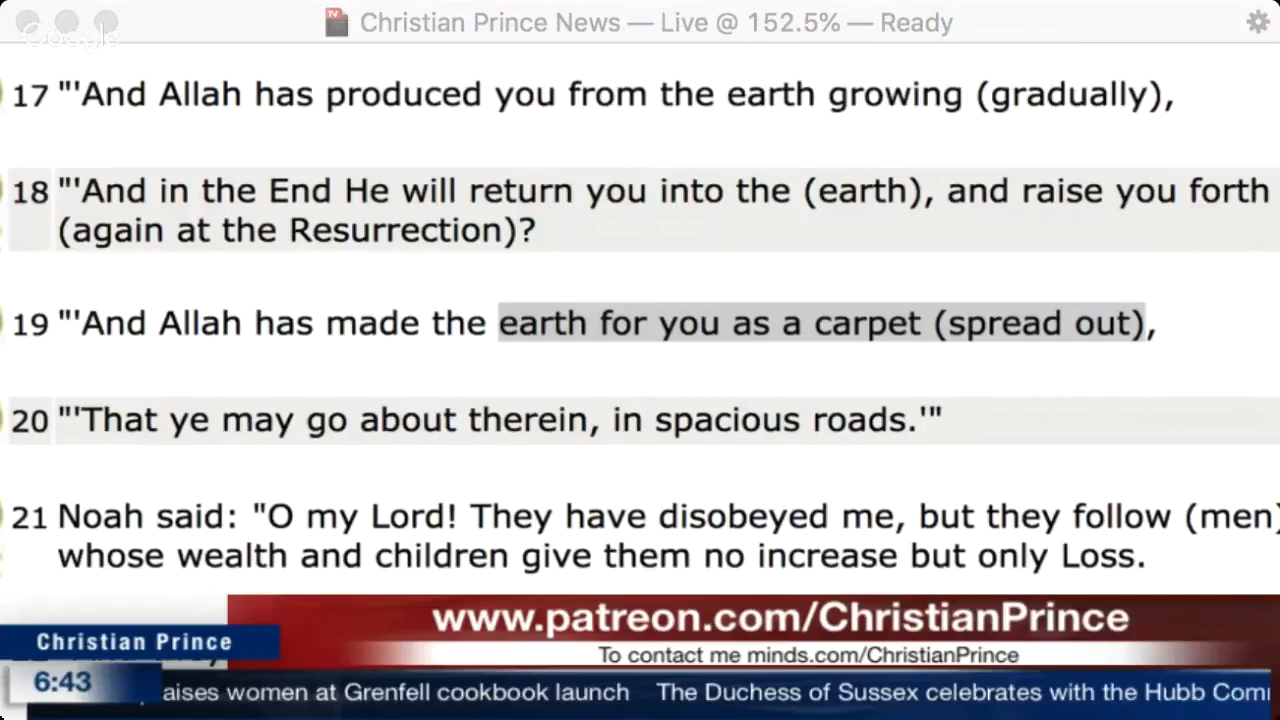 Christian Prince News — Live @ 152.5% — Ready
Google
17 "'And Allah has produced you from the earth growing (gradually),
18 "'And in the End He will return you into the (earth), and raise you forth
(again at the Resurrection)?
19 "'And Allah has made the earth for you as a carpet (spread out),
20 "'That ye may go about therein, in spacious roads.'"
21 Noah said: "O my Lord! They have disobeyed me, but they follow (men)
whose wealth and children give them no increase but only Loss.
www.patreon.com/ChristianPrince
Christian Prince
To contact me minds.com/ChristianPrince
6:43 aises women at Grenfell cookbook launch The Duchess of Sussex celebrates with the Hubb Com